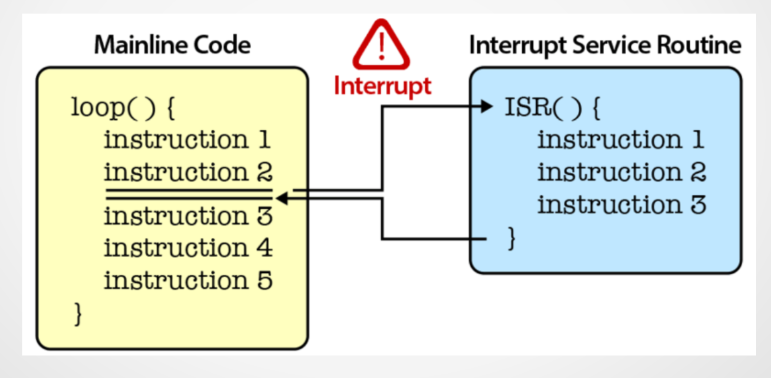 Mainline Code
loop( ) {
instruction 1
instruction 2
instruction 3
instruction 4
instruction 5
}
Interrupt
Interrupt Service Routine
ISR( ) {
instruction 1
instruction 2
instruction 3
}